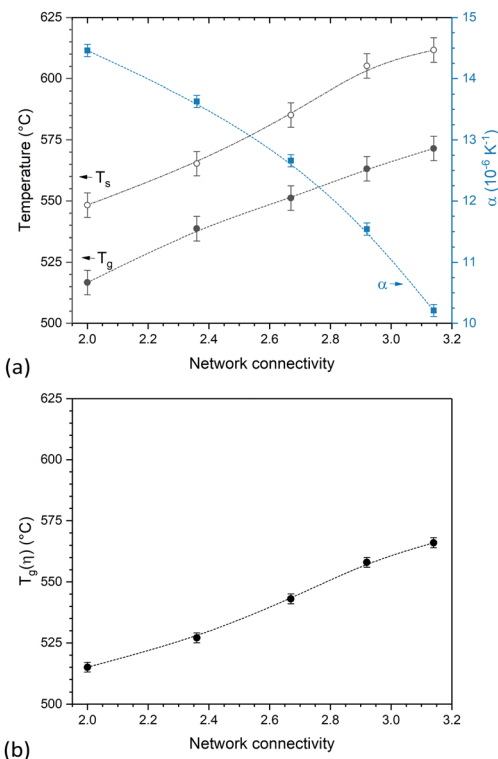 625
600
575
550
525
500
Temperature (°C)
15
14
13
12
11
10
α (10⁻⁶ K⁻¹)
Tₛ
T_g
α
2.0 2.2 2.4 2.6 2.8 3.0 3.2
Network connectivity
(a)
625
600
575
550
525
500
T_g(η) (°C)
2.0 2.2 2.4 2.6 2.8 3.0 3.2
Network connectivity
(b)